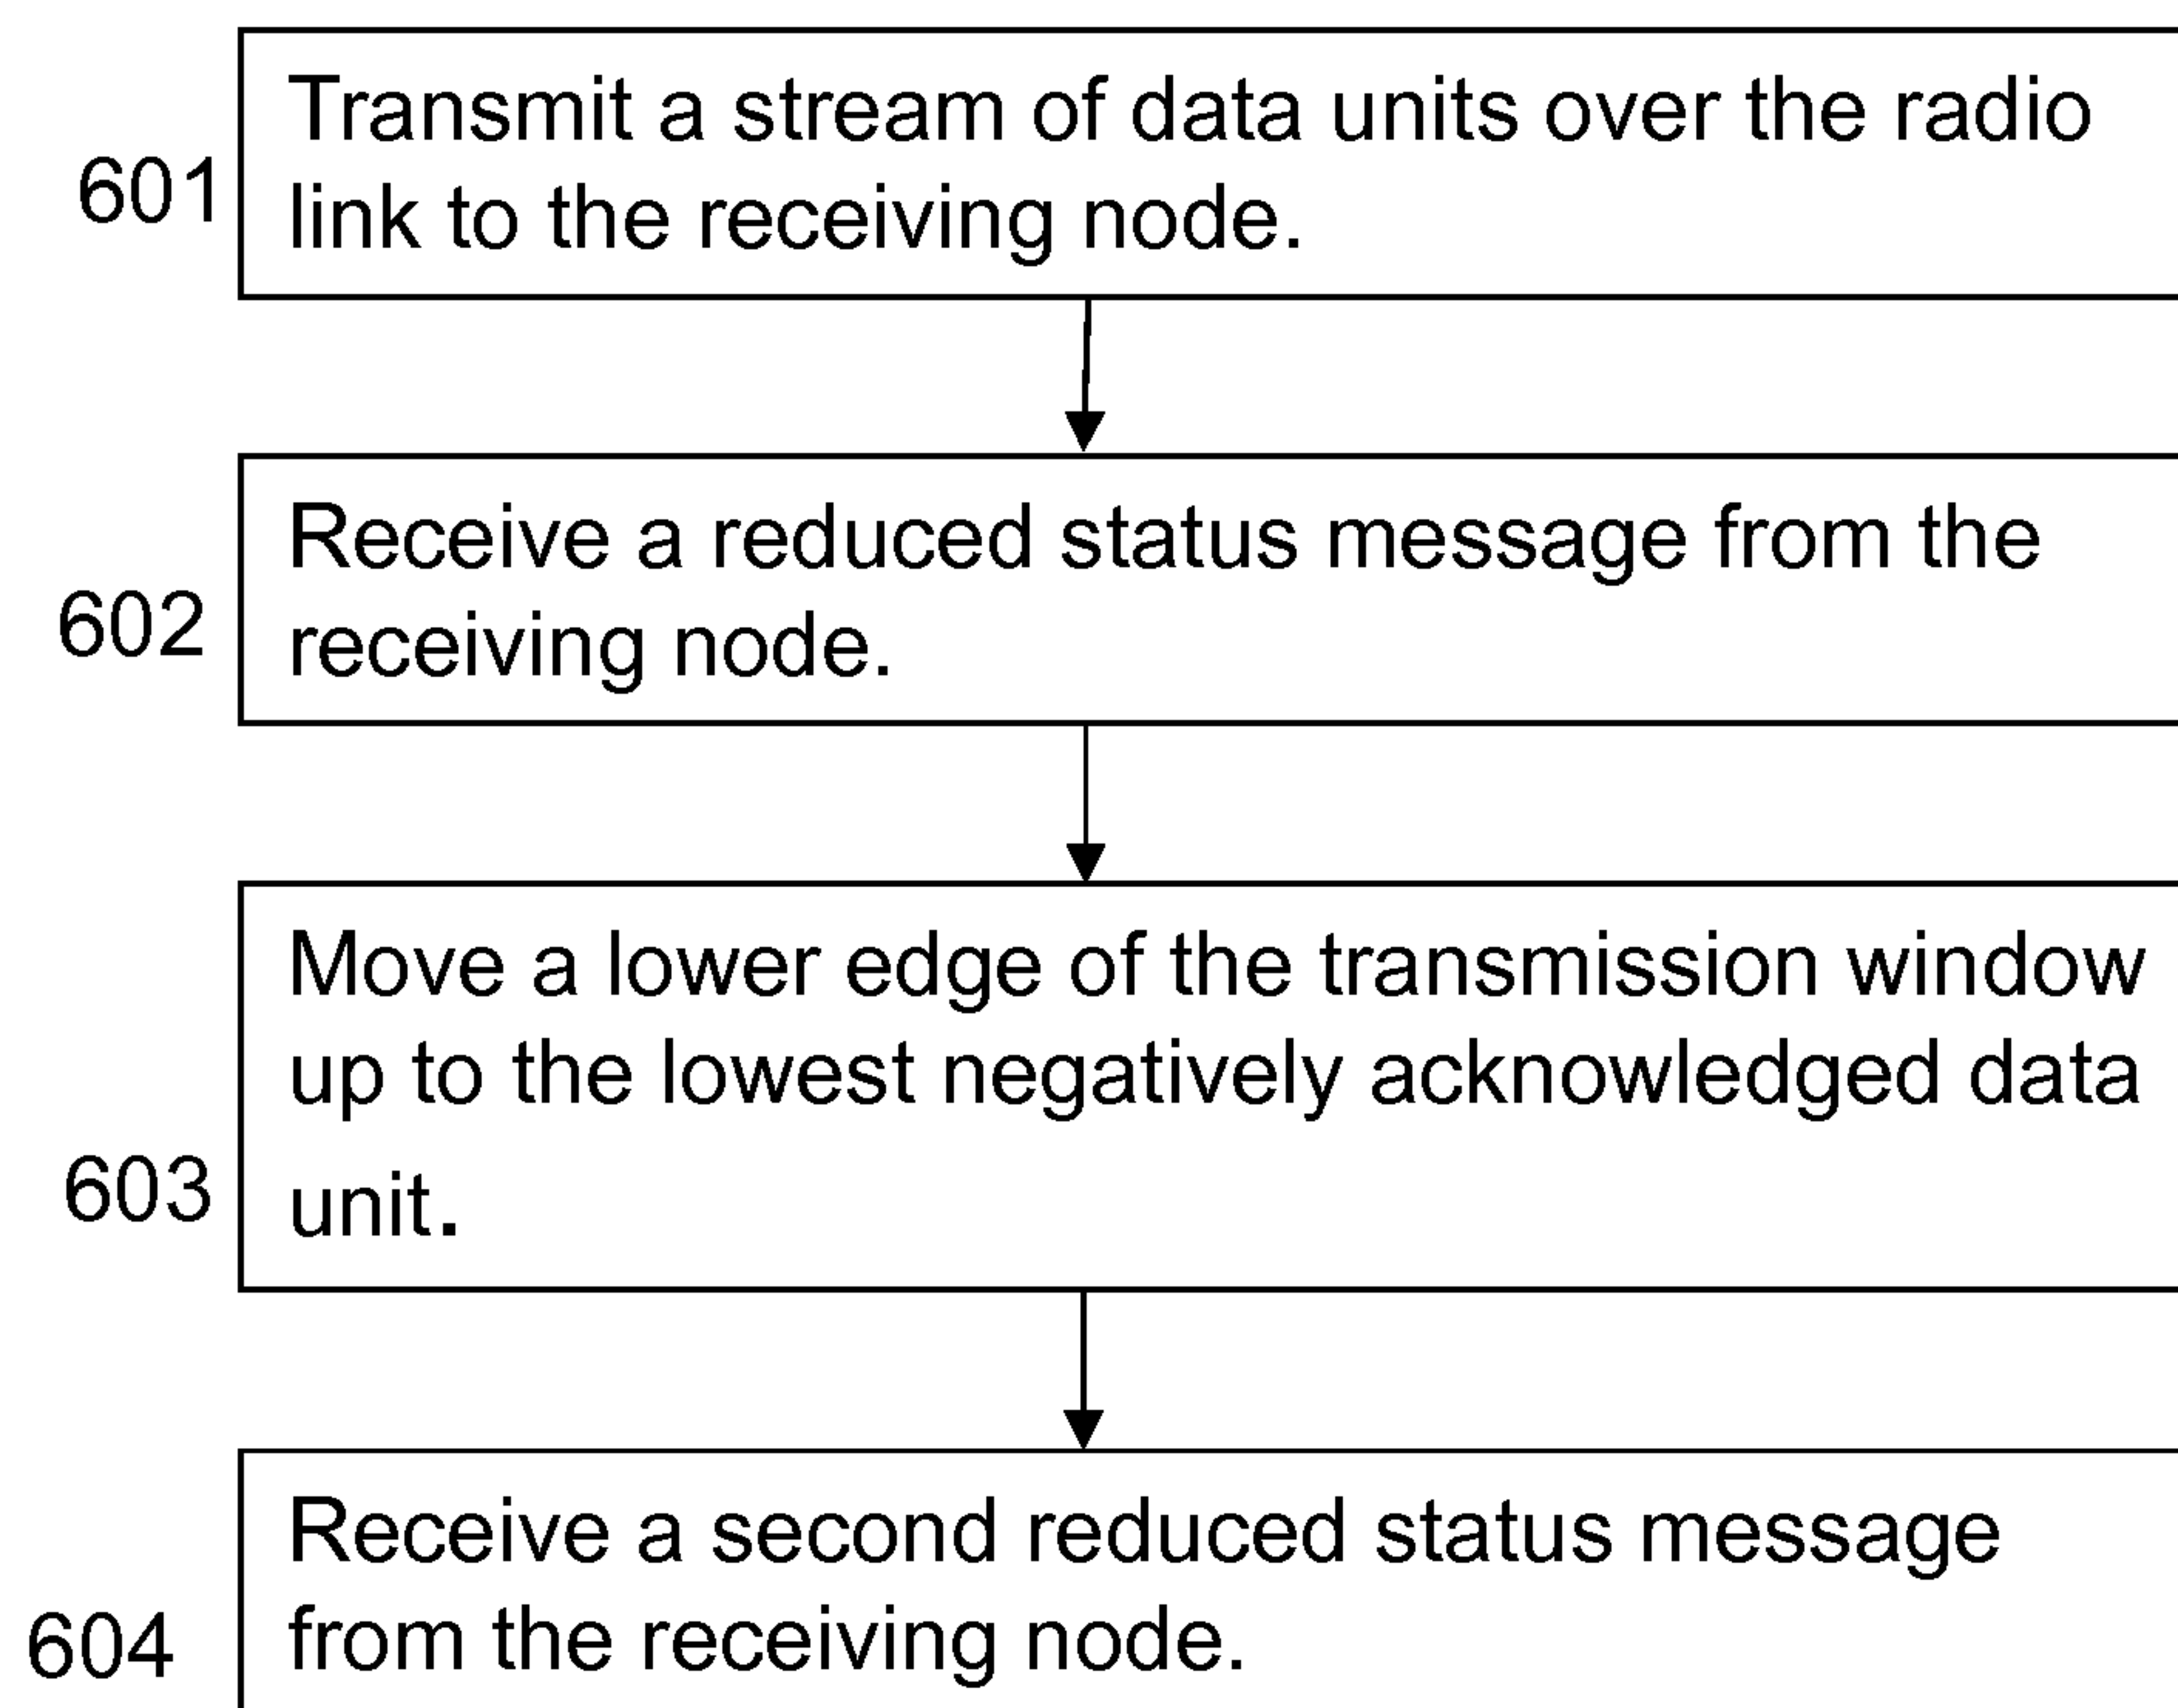 Transmit a stream of data units over the radio
601
link to the receiving node.
Receive a reduced status message from the
602
receiving node.
Move a lower edge of the transmission window
up to the lowest negatively acknowledged data
603
unit.
Receive a second reduced status message
604
from the receiving node.